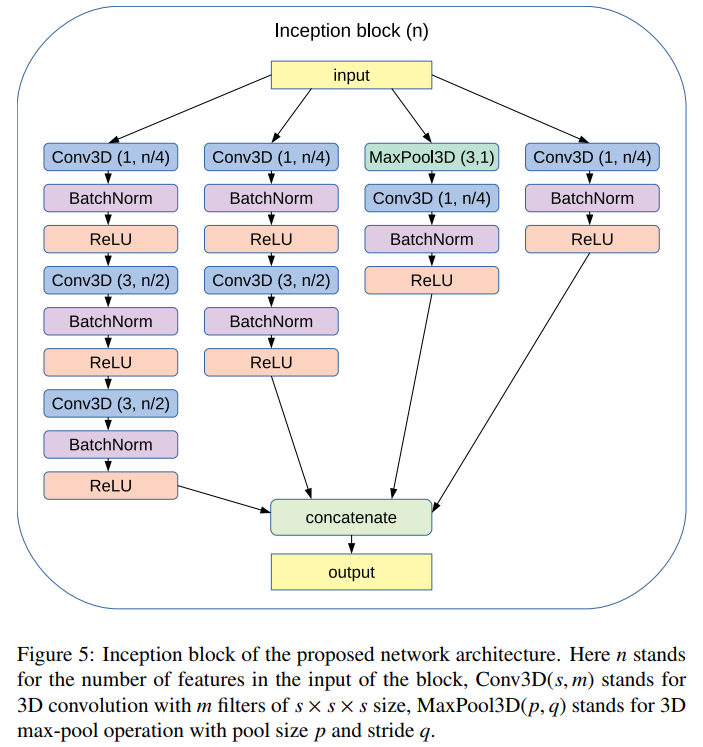 Inception block (n)
input
Conv3D (1, n/4)
BatchNorm
ReLU
Conv3D (3, n/2)
BatchNorm
ReLU
Conv3D (3, n/2)
BatchNorm
ReLU
Conv3D (1, n/4)
BatchNorm
ReLU
Conv3D (3, n/2)
BatchNorm
ReLU
MaxPool3D (3,1)
Conv3D (1, n/4)
BatchNorm
ReLU
Conv3D (1, n/4)
BatchNorm
ReLU
concatenate
output
Figure 5: Inception block of the proposed network architecture. Here n stands
for the number of features in the input of the block, Conv3D(s, m) stands for
3D convolution with m filters of s × s × s size, MaxPool3D(p, q) stands for 3D
max-pool operation with pool size p and stride q.